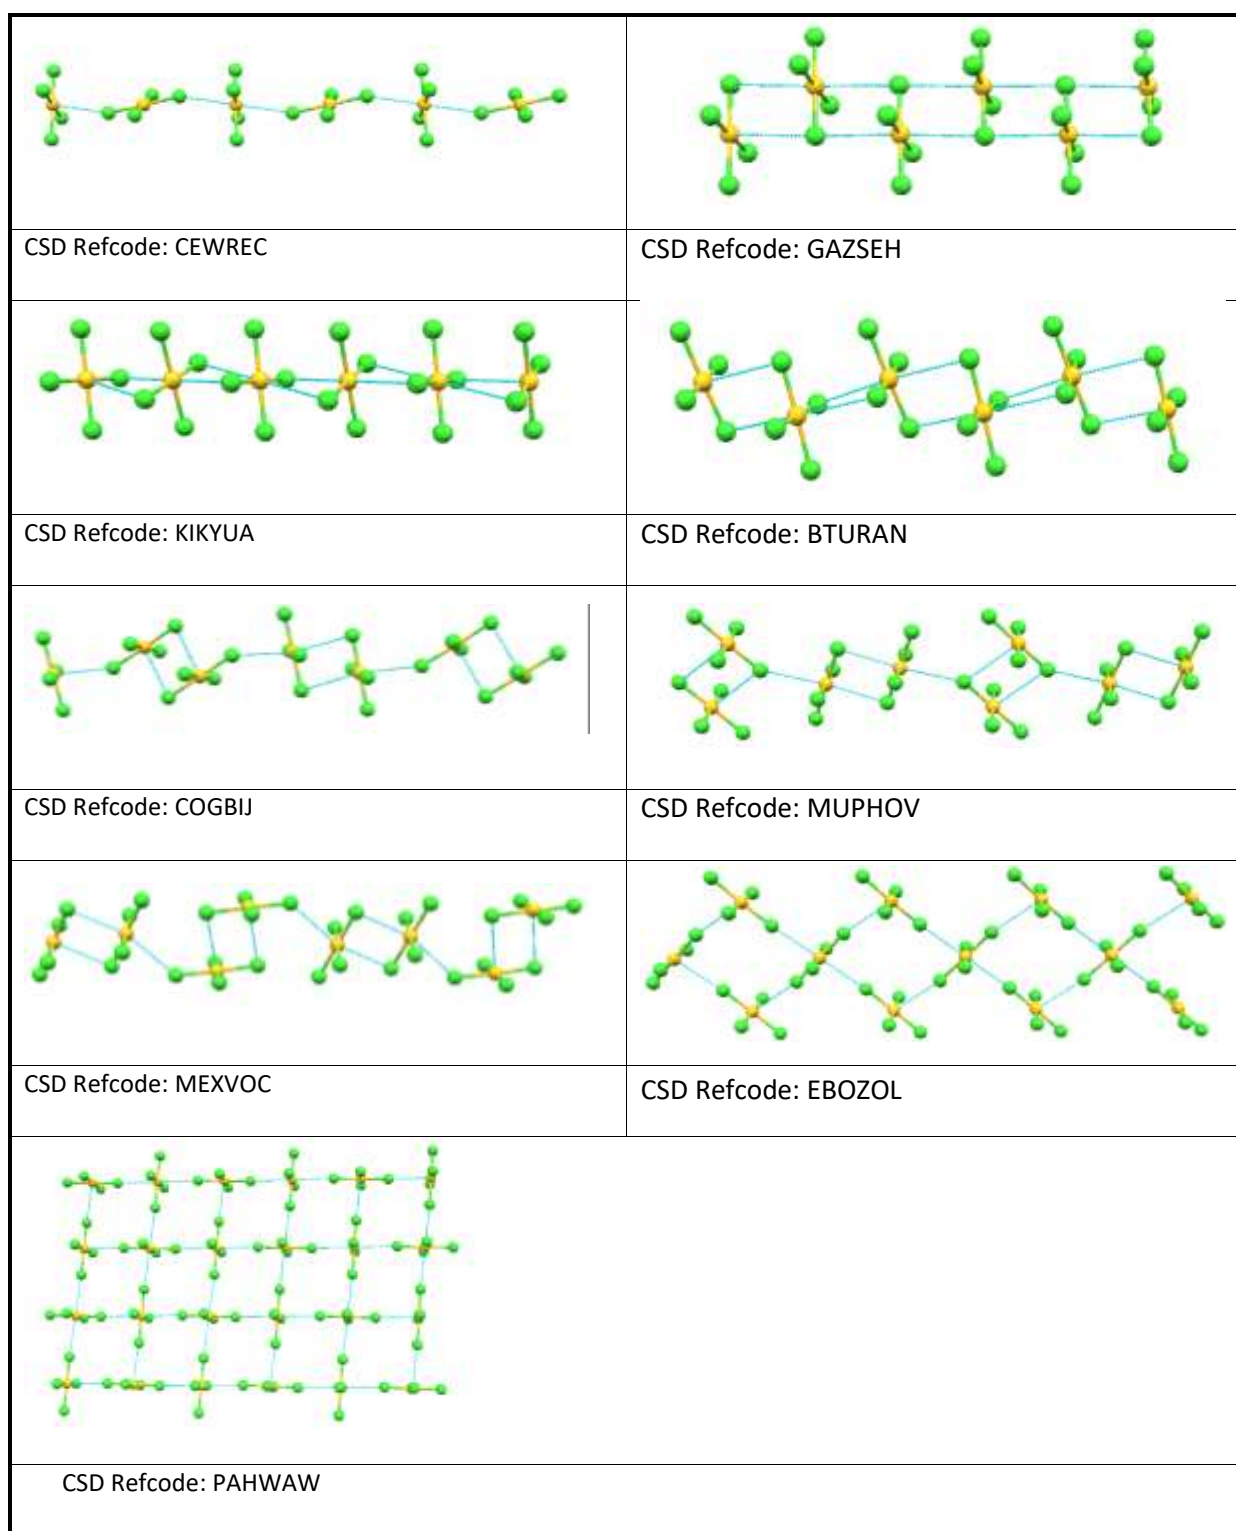 CSD Refcode: CEWREC
CSD Refcode: GAZSEH
CSD Refcode: KIKYUA
CSD Refcode: BTURAN
CSD Refcode: COGBIJ
CSD Refcode: MUPHOV
CSD Refcode: MEXVOC
CSD Refcode: EBOZOL
CSD Refcode: PAHWAW